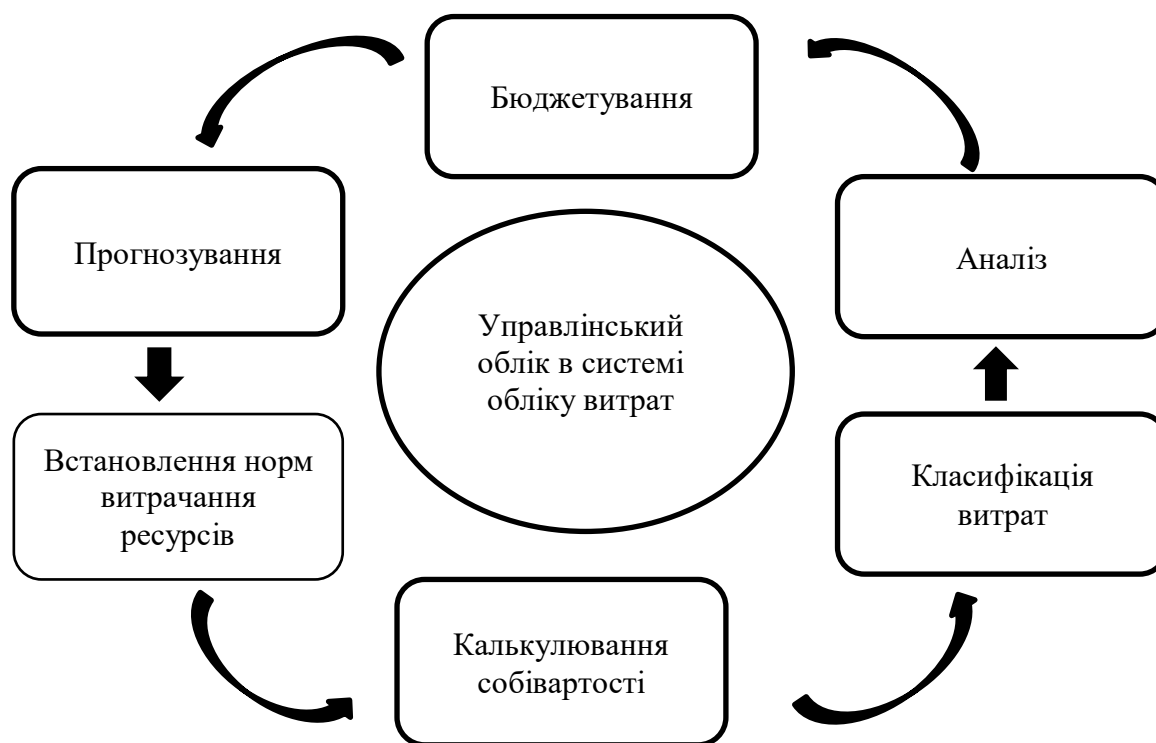 Бюджетування
Прогнозування
Аналіз
Управлінський
облік в системі
обліку витрат
Встановлення норм
витрачання
ресурсів
Класифікація
витрат
Калькулювання
собівартості